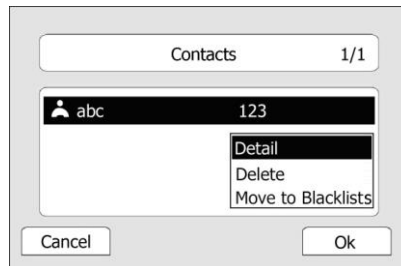 Contacts 1/1
abc 123
Detail
Delete
Move to Blacklists
Cancel Ok